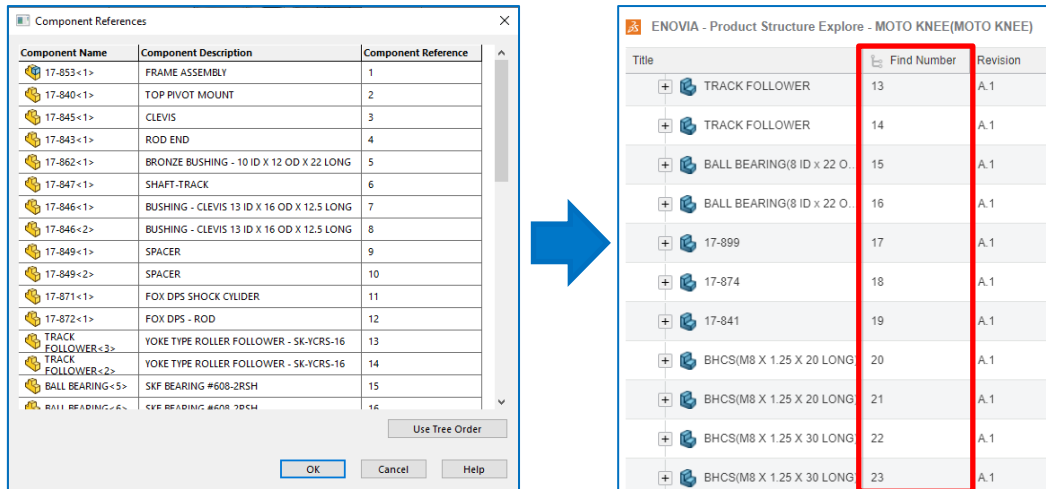 Component References
Component Name Component Description Component Reference
17-853<1> FRAME ASSEMBLY 1
17-840<1> TOP PIVOT MOUNT 2
17-845<1> CLEVIS 3
17-843<1> ROD END 4
17-862<1> BRONZE BUSHING - 10 ID X 12 OD X 22 LONG 5
17-847<1> SHAFT-TRACK 6
17-846<1> BUSHING - CLEVIS 13 ID X 16 OD X 12.5 LONG 7
17-846<2> BUSHING - CLEVIS 13 ID X 16 OD X 12.5 LONG 8
17-849<1> SPACER 9
17-849<2> SPACER 10
17-871<1> FOX DPS SHOCK CYLIDER 11
17-872<1> FOX DPS - ROD 12
TRACK
FOLLOWER<3> YOKE TYPE ROLLER FOLLOWER - SK-YCRS-16 13
TRACK
FOLLOWER<2> YOKE TYPE ROLLER FOLLOWER - SK-YCRS-16 14
BALL BEARING<5> SKF BEARING #608-2RSH 15
BALL BEARING<6> SKF BEARING #608-2RSH 16
Use Tree Order
OK Cancel Help
ENOVIA - Product Structure Explore - MOTO KNEE(MOTO KNEE)
Title Find Number Revision
TRACK FOLLOWER 13 A.1
TRACK FOLLOWER 14 A.1
BALL BEARING(8 ID x 22 O... 15 A.1
BALL BEARING(8 ID x 22 O... 16 A.1
17-899 17 A.1
17-874 18 A.1
17-841 19 A.1
BHCS(M8 X 1.25 X 20 LONG) 20 A.1
BHCS(M8 X 1.25 X 20 LONG) 21 A.1
BHCS(M8 X 1.25 X 30 LONG) 22 A.1
BHCS(M8 X 1.25 X 30 LONG) 23 A.1